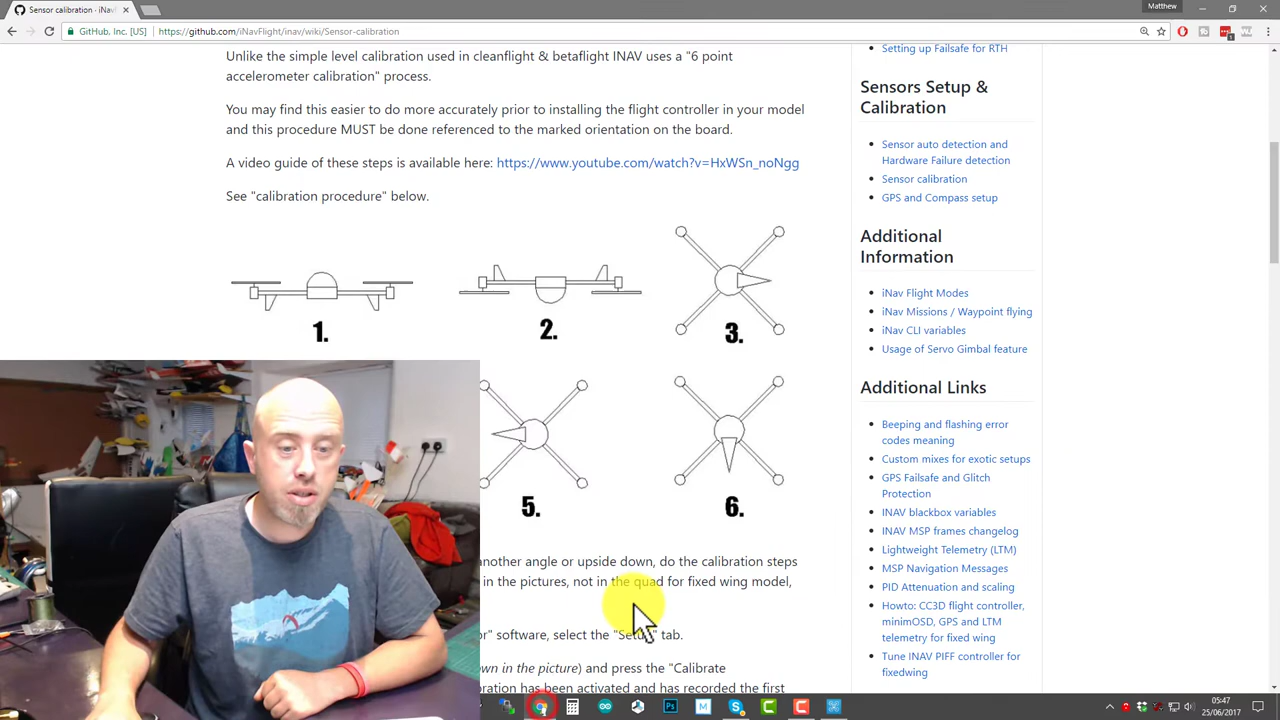 Sensor calibration · iNavF
Matthew
GitHub, Inc. [US]
https://github.com/iNavFlight/inav/wiki/Sensor-calibration
Unlike the simple level calibration used in cleanflight & betaflight INAV uses a "6 point
accelerometer calibration" process.
You may find this easier to do more accurately prior to installing the flight controller in your model
and this procedure MUST be done referenced to the marked orientation on the board.
A video guide of these steps is available here: https://www.youtube.com/watch?v=HxWSn_noNgg
See "calibration procedure" below.
1.
2.
3.
5.
6.
another angle or upside down, do the calibration steps
in the pictures, not in the quad for fixed wing model,
or" software, select the "Setup" tab.
own in the picture) and press the "Calibrate
bration has been activated and has recorded the first
Setting up Failsafe for RTH
Sensors Setup &
Calibration
Sensor auto detection and
Hardware Failure detection
Sensor calibration
GPS and Compass setup
Additional
Information
iNav Flight Modes
iNav Missions / Waypoint flying
iNav CLI variables
Usage of Servo Gimbal feature
Additional Links
Beeping and flashing error
codes meaning
Custom mixes for exotic setups
GPS Failsafe and Glitch
Protection
INAV blackbox variables
INAV MSP frames changelog
Lightweight Telemetry (LTM)
MSP Navigation Messages
PID Attenuation and scaling
Howto: CC3D flight controller,
minimOSD, GPS and LTM
telemetry for fixed wing
Tune INAV PIFF controller for
fixedwing
05:47
25/06/2017